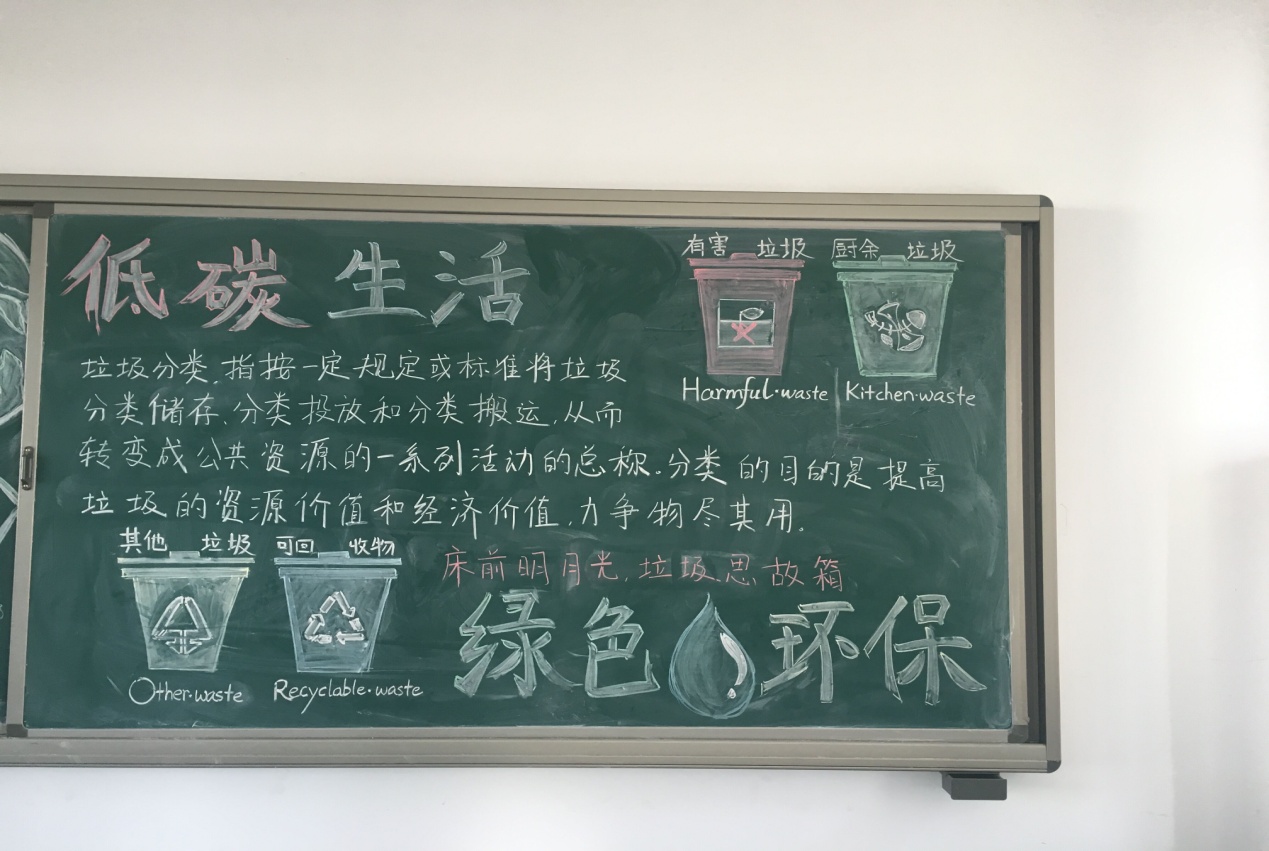 低碳生活
有害 垃圾
厨余 垃圾
Harmful·waste
Kitchen·waste
垃圾分类,指按一定规定或标准将垃圾
分类储存、分类投放和分类搬运,从而
转变成公共资源的一系列活动的总称。分类的目的是提高
垃圾的资源价值和经济价值,力争物尽其用。
其他 垃圾
可回 收物
床前明月光,垃圾思故箱
Other·waste
Recyclable·waste
绿色环保